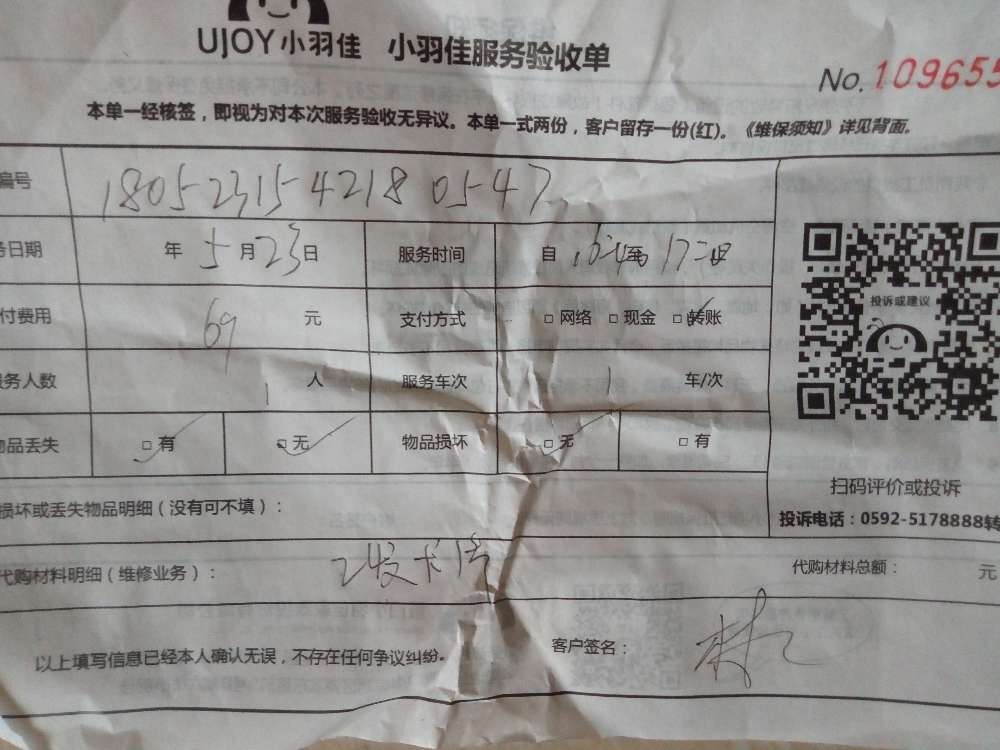 UJOY小羽佳 小羽佳服务验收单
No.109655
本单一经核签，即视为对本次服务验收无异议。本单一式两份，客户留存一份(红)。《维保须知》详见背面。
编号 180523154218 0547
务日期 年 5 月 23 日 服务时间 自 至
付费用 69 元 支付方式 □网络 □现金 □转账
服务人数 1 人 服务车次 1 车/次
物品丢失 □有 □无 物品损坏 □无 □有
投诉或建议
扫码评价或投诉
投诉电话：0592-5178888转
损坏或丢失物品明细（没有可不填）：
代购材料明细（维修业务）： 代购材料总额： 元
以上填写信息已经本人确认无误，不存在任何争议纠纷。 客户签名：